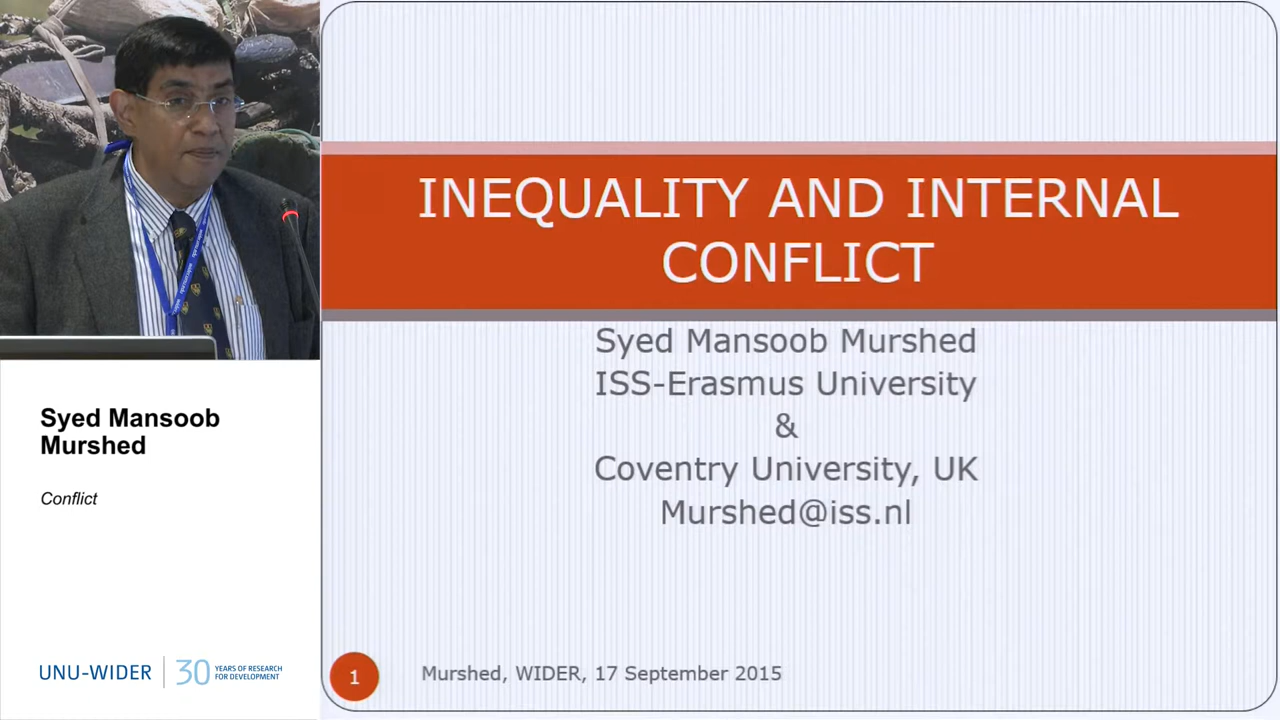 Syed Mansoob
Murshed
Conflict
UNU-WIDER
30
YEARS OF RESEARCH
FOR DEVELOPMENT
INEQUALITY AND INTERNAL
CONFLICT
Syed Mansoob Murshed
ISS-Erasmus University
&
Coventry University, UK
Murshed@iss.nl
1
Murshed, WIDER, 17 September 2015